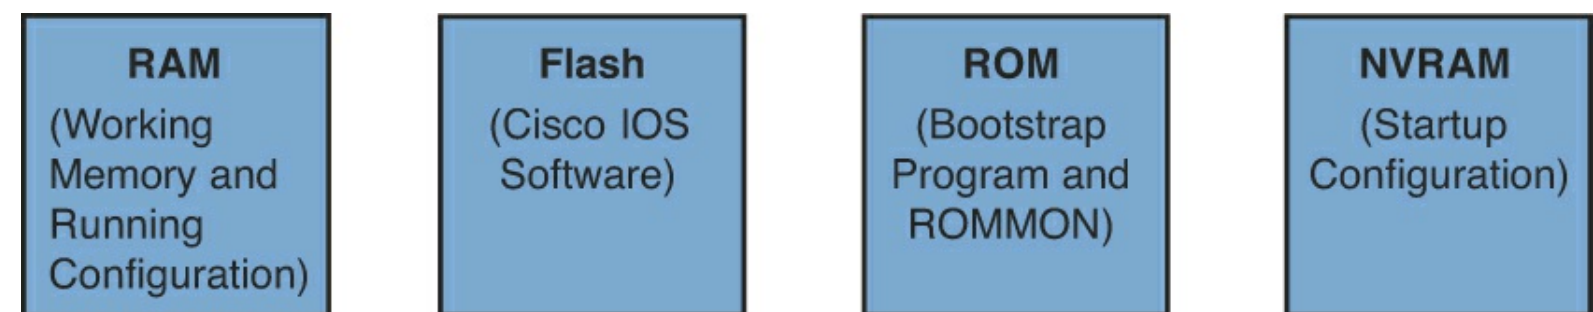 RAM
(Working
Memory and
Running
Configuration)
Flash
(Cisco IOS
Software)
ROM
(Bootstrap
Program and
ROMMON)
NVRAM
(Startup
Configuration)